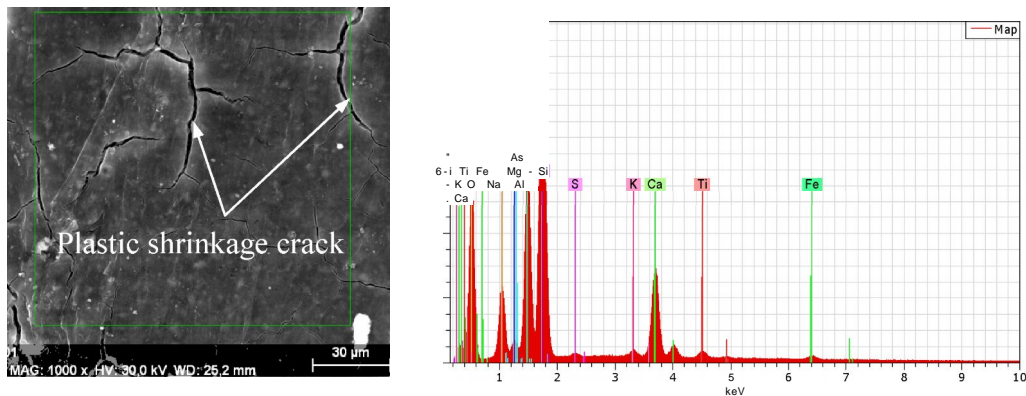 Plastic shrinkage crack
30 µm
MAG: 1000 x HV: 30,0 kV WD: 25,2 mm
Map
As
Ti Fe Mg - Si
K O Na Al
Ca
S K Ca Ti Fe
1 2 3 4 5 6 7 8 9 10
keV